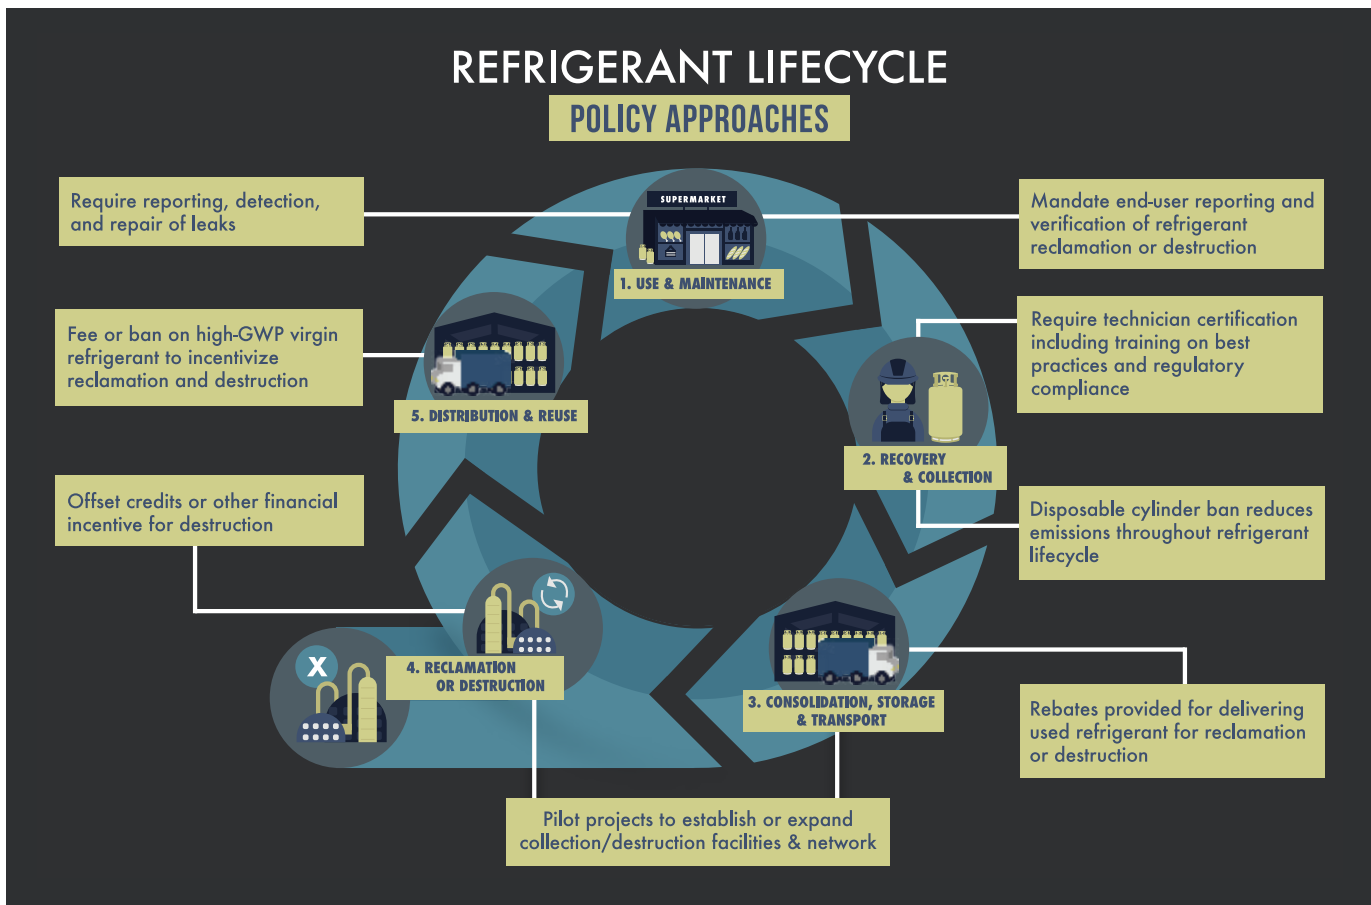 REFRIGERANT LIFECYCLE
POLICY APPROACHES
Require reporting, detection,
and repair of leaks
SUPERMARKET
1. USE & MAINTENANCE
Mandate end-user reporting and
verification of refrigerant
reclamation or destruction
Fee or ban on high-GWP virgin
refrigerant to incentivize
reclamation and destruction
5. DISTRIBUTION & REUSE
Require technician certification
including training on best
practices and regulatory
compliance
2. RECOVERY
& COLLECTION
Offset credits or other financial
incentive for destruction
Disposable cylinder ban reduces
emissions throughout refrigerant
lifecycle
X
4. RECLAMATION
OR DESTRUCTION
3. CONSOLIDATION, STORAGE
& TRANSPORT
Rebates provided for delivering
used refrigerant for reclamation
or destruction
Pilot projects to establish or expand
collection/destruction facilities & network